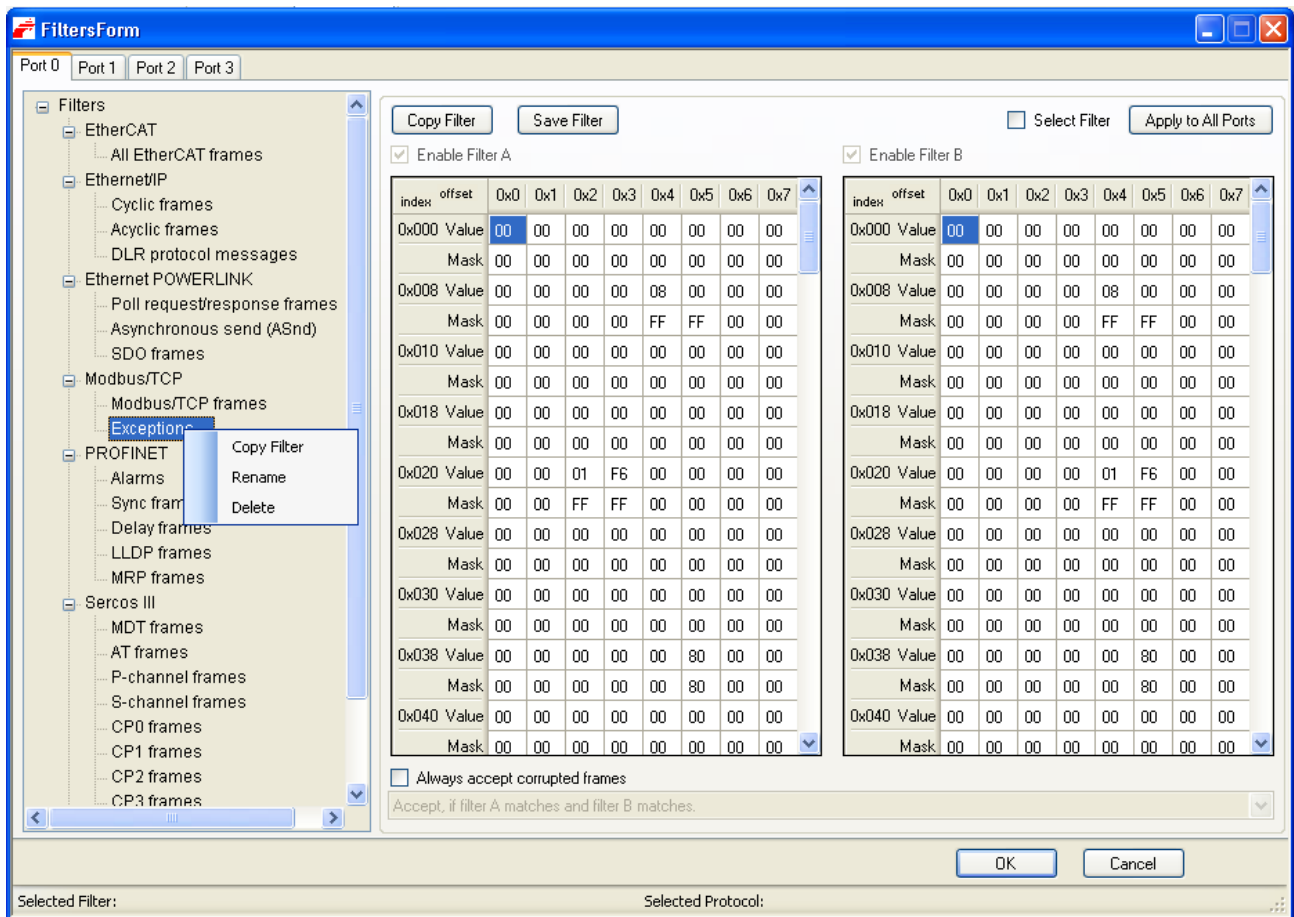 FiltersForm
Port 0 Port 1 Port 2 Port 3
Filters
EtherCAT
All EtherCAT frames
Ethernet/IP
Cyclic frames
Acyclic frames
DLR protocol messages
Ethernet POWERLINK
Poll request/response frames
Asynchronous send (ASnd)
SDO frames
Modbus/TCP
Modbus/TCP frames
Exceptions
PROFINET
Alarms
Sync fram
Delay frames
LLDP frames
MRP frames
Sercos III
MDT frames
AT frames
P-channel frames
S-channel frames
CP0 frames
CP1 frames
CP2 frames
CP3 frames
Copy Filter
Rename
Delete
Copy Filter Save Filter Select Filter Apply to All Ports
Enable Filter A
index offset 0x0 0x1 0x2 0x3 0x4 0x5 0x6 0x7
0x000 Value 00 00 00 00 00 00 00 00
Mask 00 00 00 00 00 00 00 00
0x008 Value 00 00 00 00 08 00 00 00
Mask 00 00 00 00 FF FF 00 00
0x010 Value 00 00 00 00 00 00 00 00
Mask 00 00 00 00 00 00 00 00
0x018 Value 00 00 00 00 00 00 00 00
Mask 00 00 00 00 00 00 00 00
0x020 Value 00 00 01 F6 00 00 00 00
Mask 00 00 FF FF 00 00 00 00
0x028 Value 00 00 00 00 00 00 00 00
Mask 00 00 00 00 00 00 00 00
0x030 Value 00 00 00 00 00 00 00 00
Mask 00 00 00 00 00 00 00 00
0x038 Value 00 00 00 00 00 80 00 00
Mask 00 00 00 00 00 80 00 00
0x040 Value 00 00 00 00 00 00 00 00
Mask 00 00 00 00 00 00 00 00
Enable Filter B
index offset 0x0 0x1 0x2 0x3 0x4 0x5 0x6 0x7
0x000 Value 00 00 00 00 00 00 00 00
Mask 00 00 00 00 00 00 00 00
0x008 Value 00 00 00 00 08 00 00 00
Mask 00 00 00 00 FF FF 00 00
0x010 Value 00 00 00 00 00 00 00 00
Mask 00 00 00 00 00 00 00 00
0x018 Value 00 00 00 00 00 00 00 00
Mask 00 00 00 00 00 00 00 00
0x020 Value 00 00 00 00 01 F6 00 00
Mask 00 00 00 00 FF FF 00 00
0x028 Value 00 00 00 00 00 00 00 00
Mask 00 00 00 00 00 00 00 00
0x030 Value 00 00 00 00 00 00 00 00
Mask 00 00 00 00 00 00 00 00
0x038 Value 00 00 00 00 00 80 00 00
Mask 00 00 00 00 00 80 00 00
0x040 Value 00 00 00 00 00 00 00 00
Mask 00 00 00 00 00 00 00 00
Always accept corrupted frames
Accept, if filter A matches and filter B matches.
OK Cancel
Selected Filter: Selected Protocol: